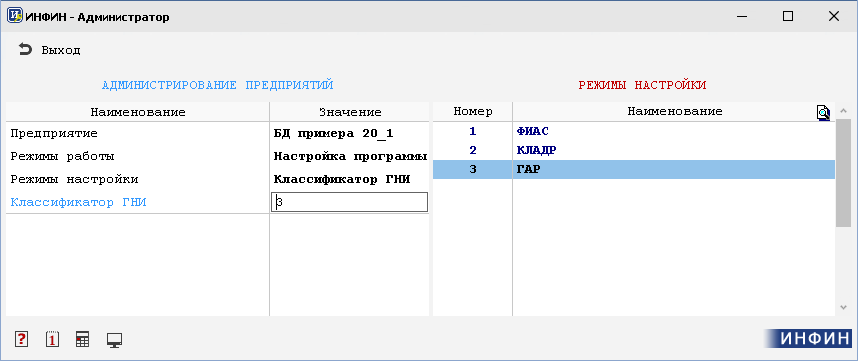 ИНФИН - Администратор
Выход
АДМИНИСТРИРОВАНИЕ ПРЕДПРИЯТИЙ
РЕЖИМЫ НАСТРОЙКИ
Наименование Значение
Предприятие БД примера 20_1
Режимы работы Настройка программы
Режимы настройки Классификатор ГНИ
Классификатор ГНИ 3
Номер Наименование
1 ФИАС
2 КЛАДР
3 ГАР
? 1
ИНФИН